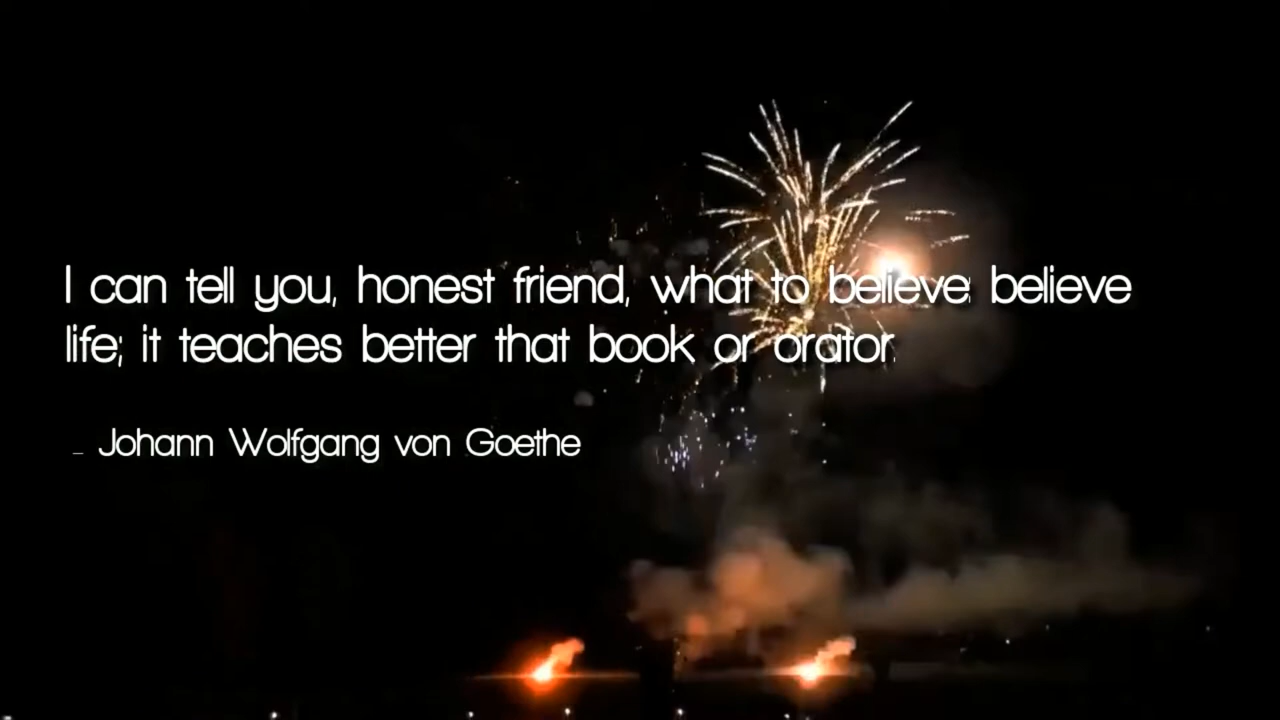 I can tell you, honest friend, what to believe: believe
life; it teaches better that book or orator.
– Johann Wolfgang von Goethe